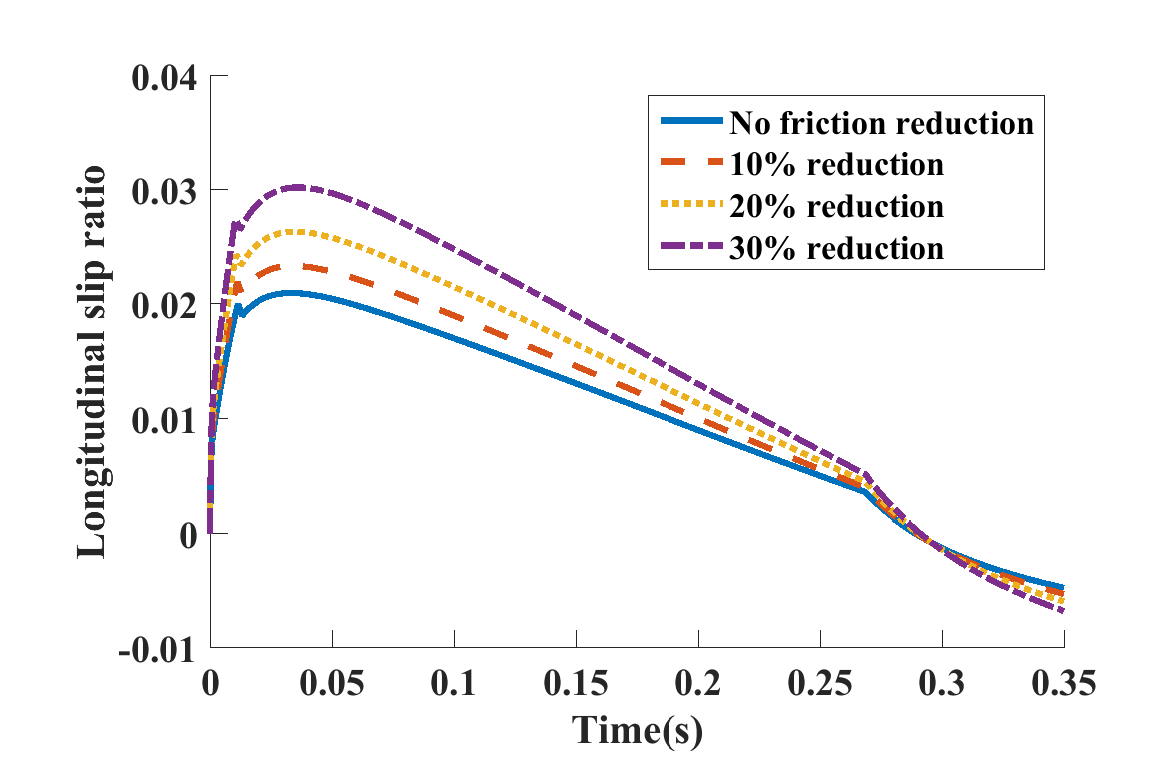 0.04
0.03
0.02
0.01
0
-0.01
Longitudinal slip ratio
No friction reduction
10% reduction
20% reduction
30% reduction
0 0.05 0.1 0.15 0.2 0.25 0.3 0.35
Time(s)